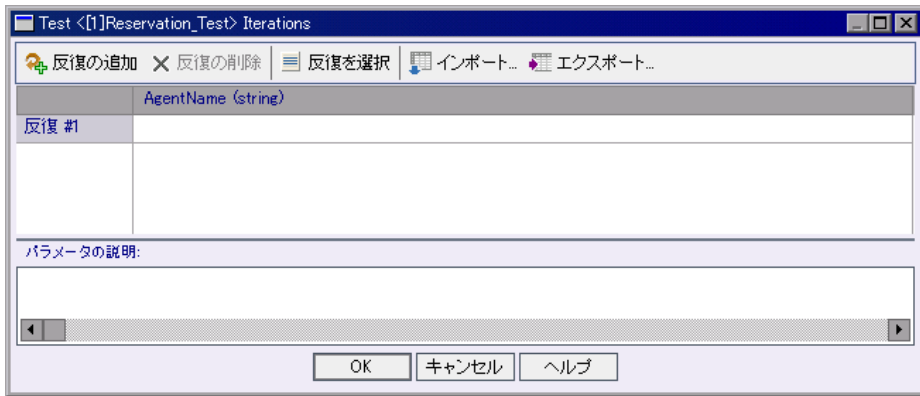 Test <[1]Reservation_Test> Iterations
反復の追加 反復の削除 反復を選択 インポート... エクスポート...
AgentName (string)
反復 #1
パラメータの説明:
OK キャンセル ヘルプ